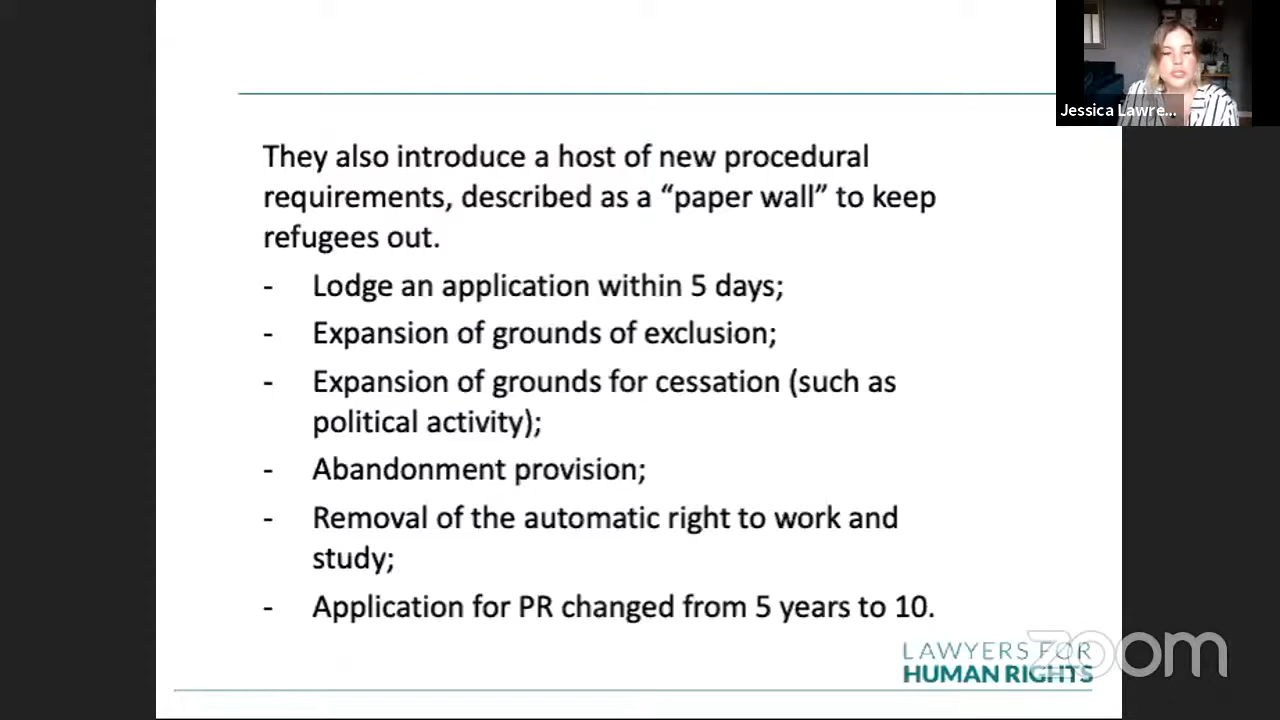 Jessica Lawre...
They also introduce a host of new procedural
requirements, described as a “paper wall” to keep
refugees out.
- Lodge an application within 5 days;
- Expansion of grounds of exclusion;
- Expansion of grounds for cessation (such as
political activity);
- Abandonment provision;
- Removal of the automatic right to work and
study;
- Application for PR changed from 5 years to 10.
LAWYERS FOR
HUMAN RIGHTS
zoom